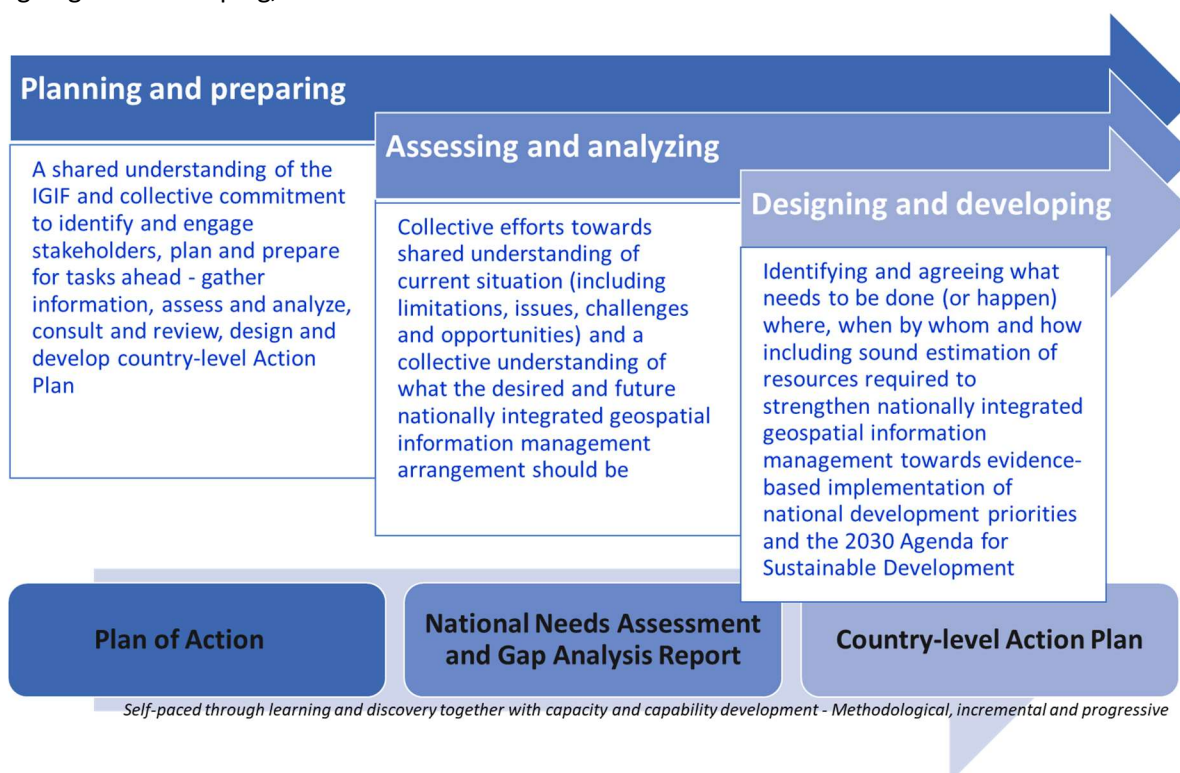 Planning and preparing
A shared understanding of the
IGIF and collective commitment
to identify and engage
stakeholders, plan and prepare
for tasks ahead - gather
information, assess and analyze,
consult and review, design and
develop country-level Action
Plan
Assessing and analyzing
Collective efforts towards
shared understanding of
current situation (including
limitations, issues, challenges
and opportunities) and a
collective understanding of
what the desired and future
nationally integrated geospatial
information management
arrangement should be
Designing and developing
Identifying and agreeing what
needs to be done (or happen)
where, when by whom and how
including sound estimation of
resources required to
strengthen nationally integrated
geospatial information
management towards evidence-
based implementation of
national development priorities
and the 2030 Agenda for
Sustainable Development
Plan of Action
National Needs Assessment
and Gap Analysis Report
Country-level Action Plan
Self-paced through learning and discovery together with capacity and capability development - Methodological, incremental and progressive